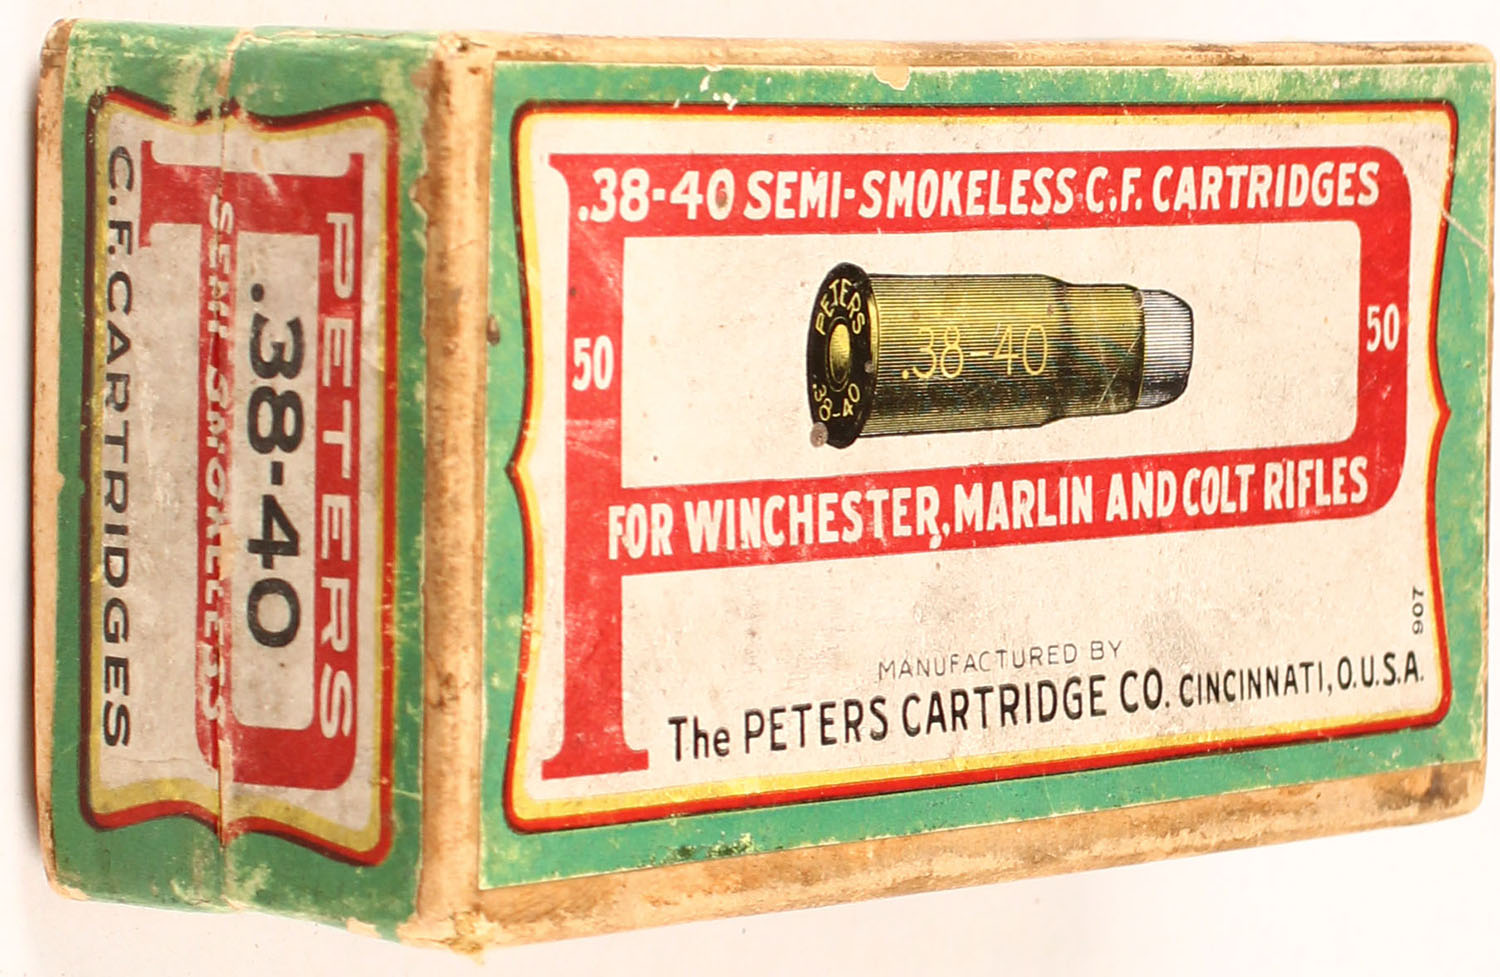 .38-40 SEMI-SMOKELESS C.F. CARTRIDGES
50
50
PETERS
.38-40
.38-40
FOR WINCHESTER, MARLIN AND COLT RIFLES
MANUFACTURED BY
The PETERS CARTRIDGE CO. CINCINNATI, O.U.S.A.
907
PETERS
.38-40
SEMI SMOKELESS
C.F. CARTRIDGES